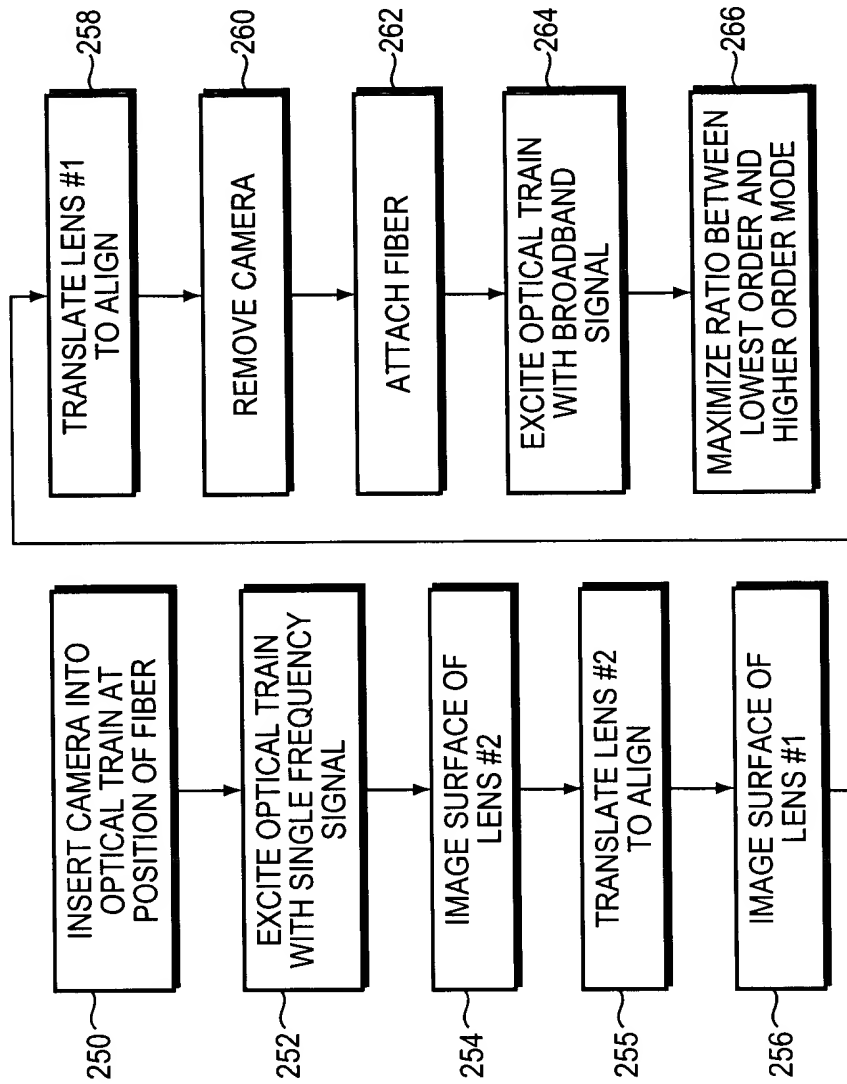 250
INSERT CAMERA INTO
OPTICAL TRAIN AT
POSITION OF FIBER
252
EXCITE OPTICAL TRAIN
WITH SINGLE FREQUENCY
SIGNAL
254
IMAGE SURFACE OF
LENS #2
255
TRANSLATE LENS #2
TO ALIGN
256
IMAGE SURFACE OF
LENS #1
TRANSLATE LENS #1
TO ALIGN
258
REMOVE CAMERA
260
ATTACH FIBER
262
EXCITE OPTICAL TRAIN
WITH BROADBAND
SIGNAL
264
MAXIMIZE RATIO BETWEEN
LOWEST ORDER AND
HIGHER ORDER MODE
266